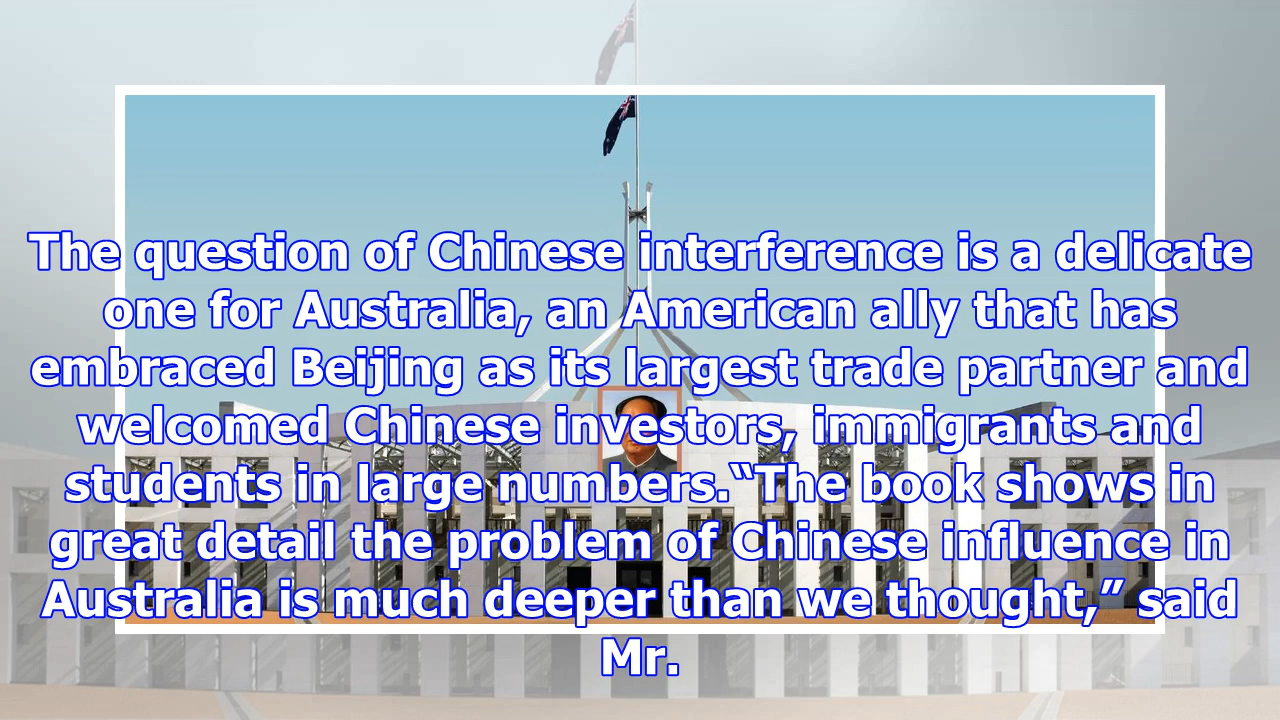 The question of Chinese interference is a delicate
one for Australia, an American ally that has
embraced Beijing as its largest trade partner and
welcomed Chinese investors, immigrants and
students in large numbers.“The book shows in
great detail the problem of Chinese influence in
Australia is much deeper than we thought,” said
Mr.